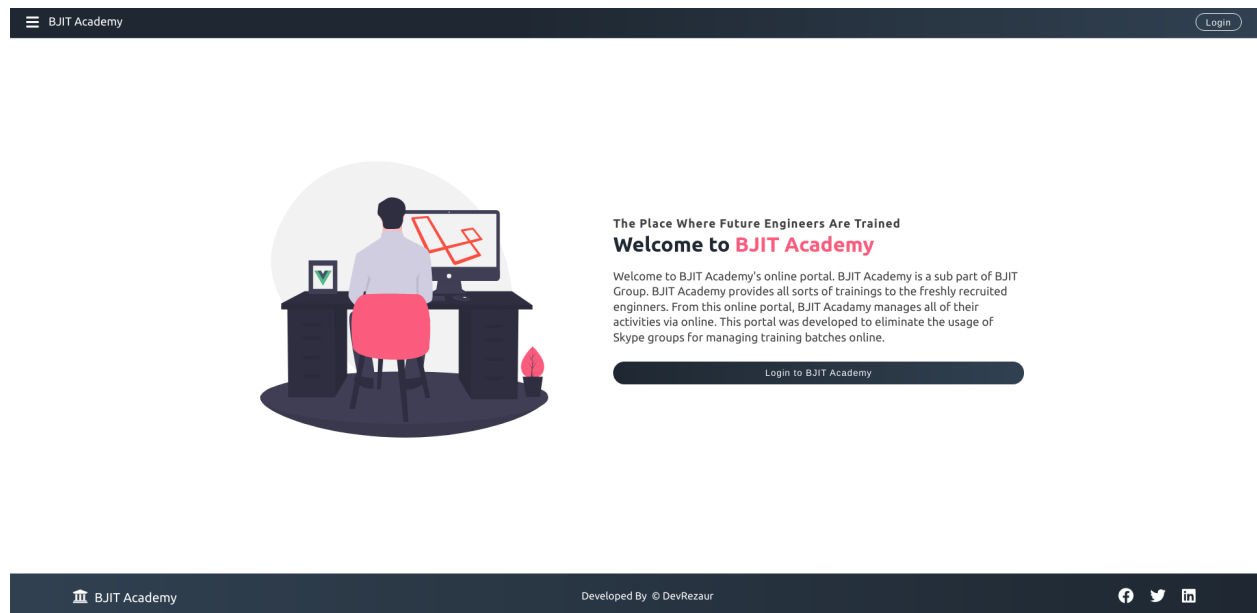 BJIT Academy
Login
The Place Where Future Engineers Are Trained
Welcome to BJIT Academy
Welcome to BJIT Academy's online portal. BJIT Academy is a sub part of BJIT
Group. BJIT Academy provides all sorts of trainings to the freshly recruited
enginners. From this online portal, BJIT Acadamy manages all of their
activities via online. This portal was developed to eliminate the usage of
Skype groups for managing training batches online.
Login to BJIT Academy
BJIT Academy
Developed By © DevRezaur